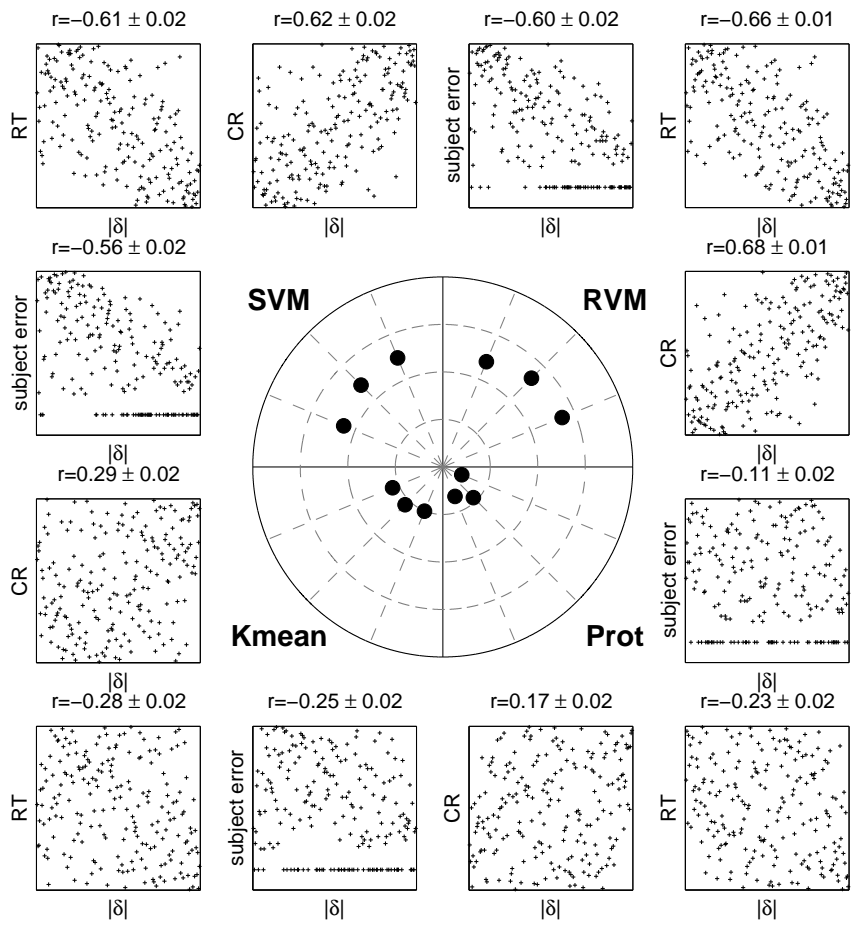 r=−0.61 ± 0.02
r=0.62 ± 0.02
r=−0.60 ± 0.02
r=−0.66 ± 0.01
RT
CR
subject error
RT
|δ|
|δ|
|δ|
|δ|
r=−0.56 ± 0.02
r=0.68 ± 0.01
SVM
RVM
subject error
CR
|δ|
|δ|
r=0.29 ± 0.02
r=−0.11 ± 0.02
CR
subject error
Kmean
Prot
|δ|
|δ|
r=−0.28 ± 0.02
r=−0.25 ± 0.02
r=0.17 ± 0.02
r=−0.23 ± 0.02
RT
subject error
CR
RT
|δ|
|δ|
|δ|
|δ|